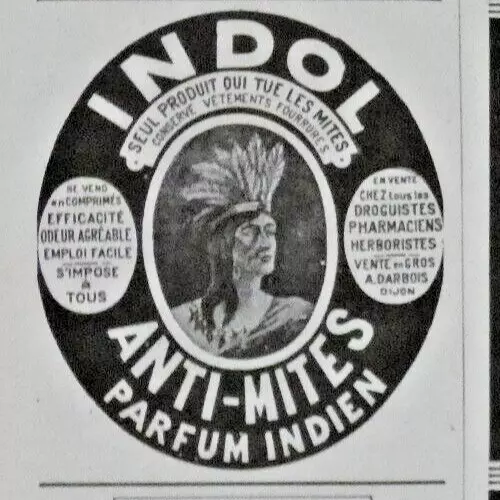 INDOL
SEUL PRODUIT QUI TUE LES MITES
CONSERVE VÊTEMENTS FOURRURES
SE VEND
en COMPRIMÉS
EFFICACITÉ
ODEUR AGRÉABLE
EMPLOI FACILE
S'IMPOSE
à
TOUS
EN VENTE
CHEZ tous les
DROGUISTES
PHARMACIENS
HERBORISTES
VENTE en GROS
A. DARBOIS
DIJON
ANTI-MITES
PARFUM INDIEN